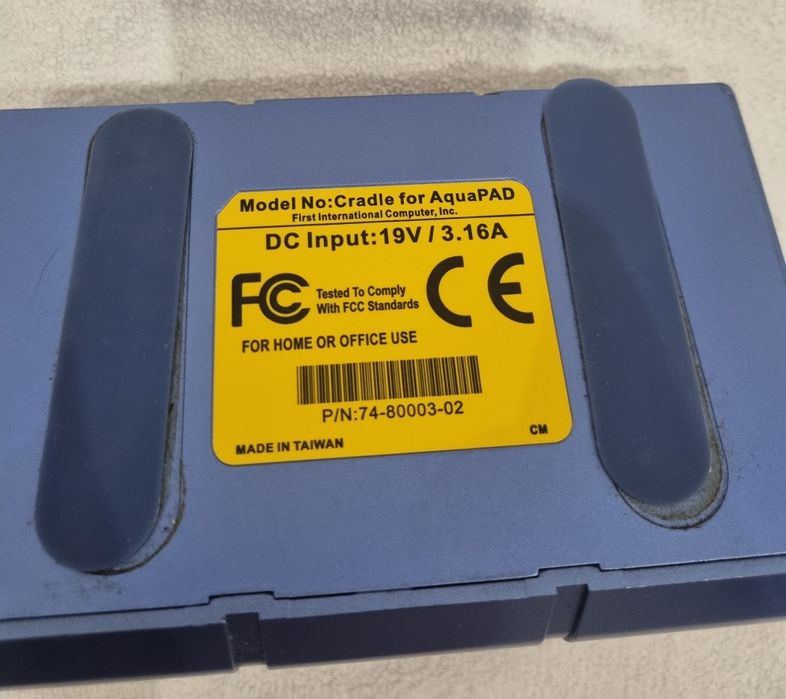 Model No:Cradle for AquaPAD
First International Computer, Inc.
DC Input:19V / 3.16A
FC Tested To Comply
With FCC Standards
CE
FOR HOME OR OFFICE USE
P/N:74-80003-02
MADE IN TAIWAN
CM